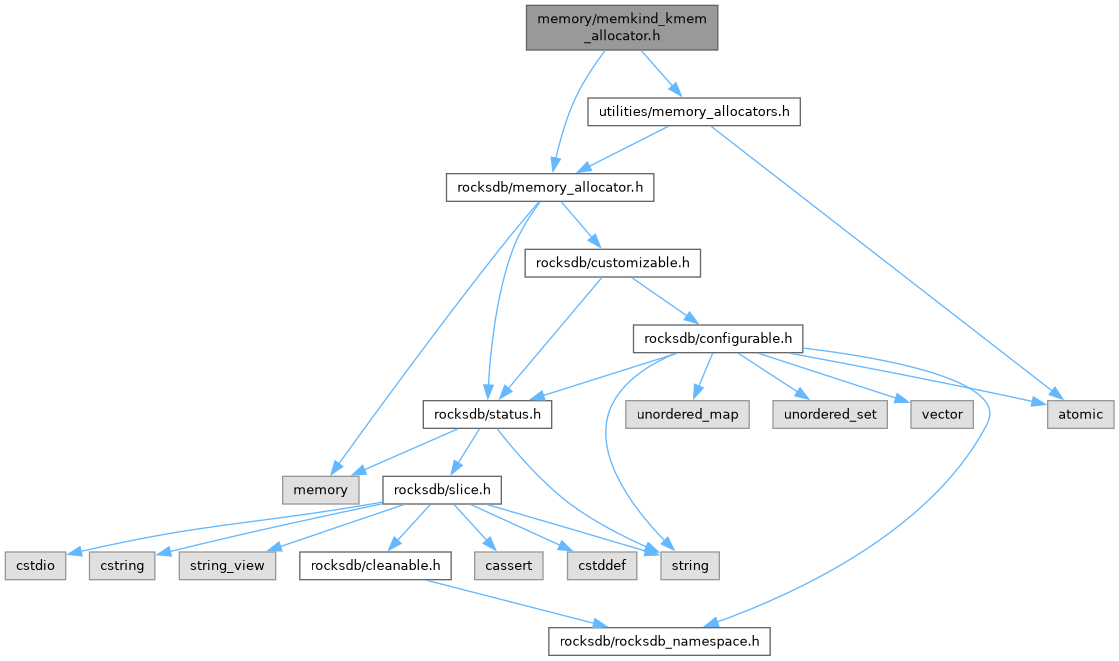 memory/memkind_kmem
_allocator.h
utilities/memory_allocators.h
rocksdb/memory_allocator.h
rocksdb/customizable.h
rocksdb/configurable.h
rocksdb/status.h
unordered_map
unordered_set
vector
atomic
memory
rocksdb/slice.h
cstdio
cstring
string_view
rocksdb/cleanable.h
cassert
cstddef
string
rocksdb/rocksdb_namespace.h